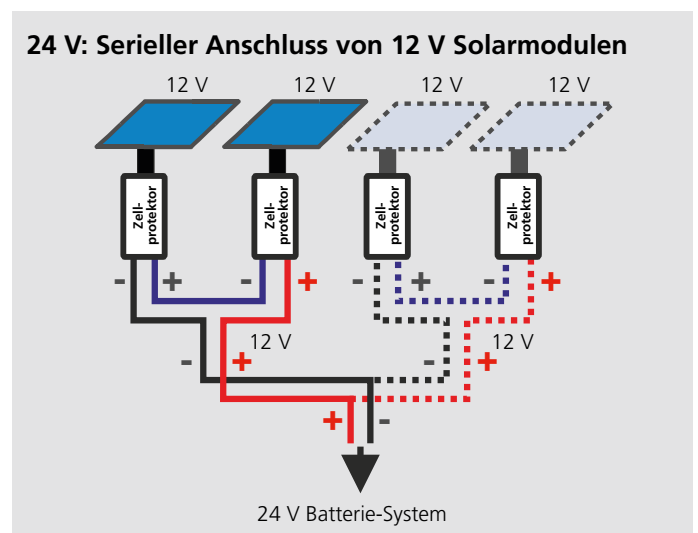 24 V: Serieller Anschluss von 12 V Solarmodulen
12 V 12 V 12 V 12 V
Zell-
protektor
Zell-
protektor
Zell-
protektor
Zell-
protektor
- + - + - + - +
12 V 12 V
- + - +
+ -
24 V Batterie-System